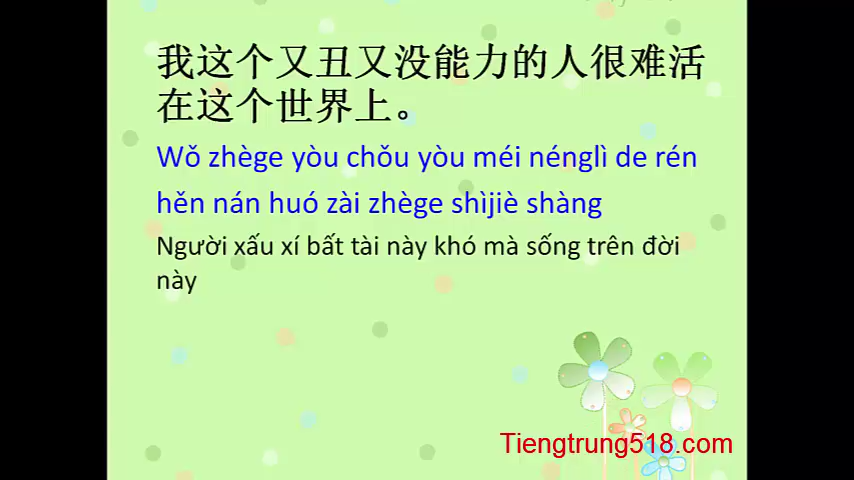 我这个又丑又没能力的人很难活
在这个世界上。
Wǒ zhège yòu chǒu yòu méi nénglì de rén
hěn nán huó zài zhège shìjiè shàng
Người xấu xí bất tài này khó mà sống trên đời
này
Tiengtrung518.com